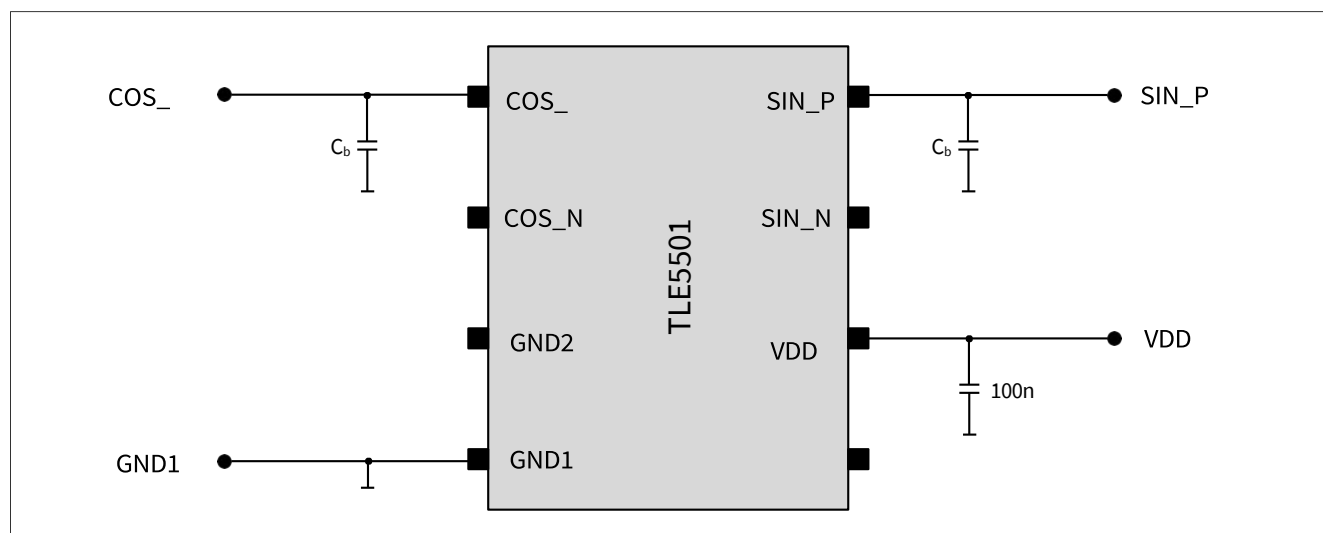 COS_
COS_
SIN_P
SIN_P
Cb
Cb
COS_N
SIN_N
TLE5501
GND2
VDD
VDD
100n
GND1
GND1